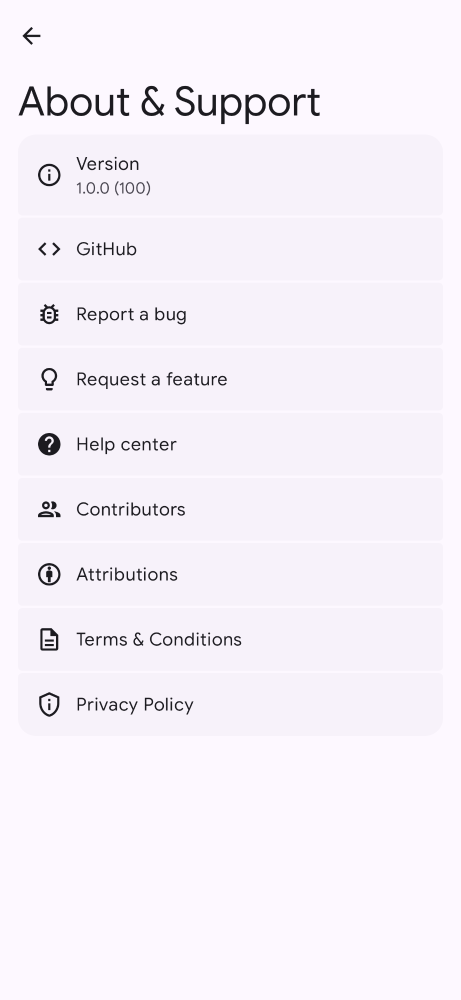 About & Support
Version
1.0.0 (100)
GitHub
Report a bug
Request a feature
Help center
Contributors
Attributions
Terms & Conditions
Privacy Policy